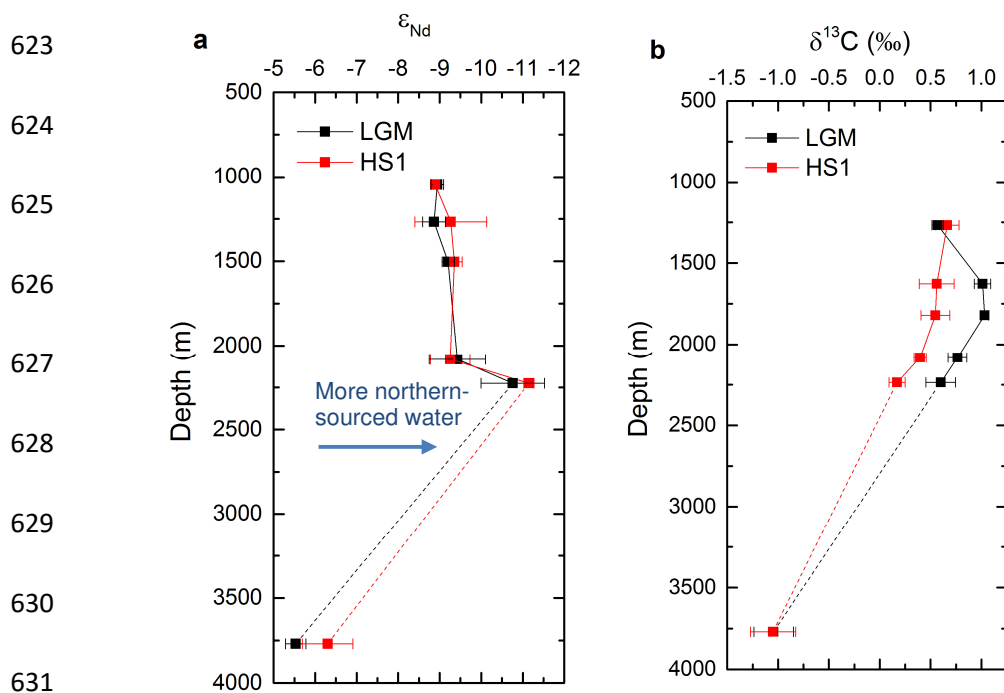 623
624
625
626
627
628
629
630
631
a
εNd
-5 -6 -7 -8 -9 -10 -11 -12
500
1000
1500
2000
2500
3000
3500
4000
Depth (m)
LGM
HS1
More northern-
sourced water
b
δ¹³C (‰)
-1.5 -1.0 -0.5 0.0 0.5 1.0
500
1000
1500
2000
2500
3000
3500
4000
Depth (m)
LGM
HS1